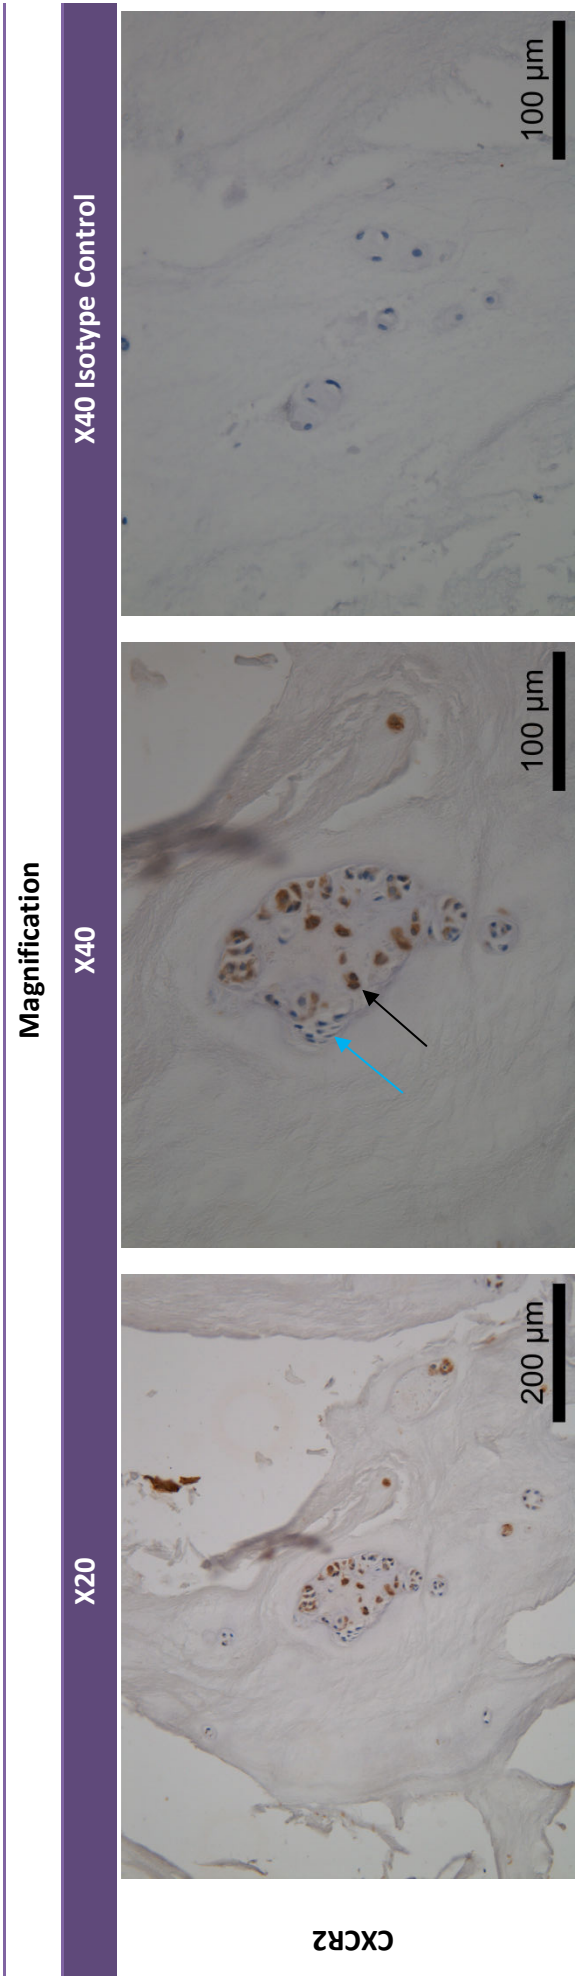 Magnification
X20
X40
X40 Isotype Control
CXCR2
200 µm
100 µm
100 µm